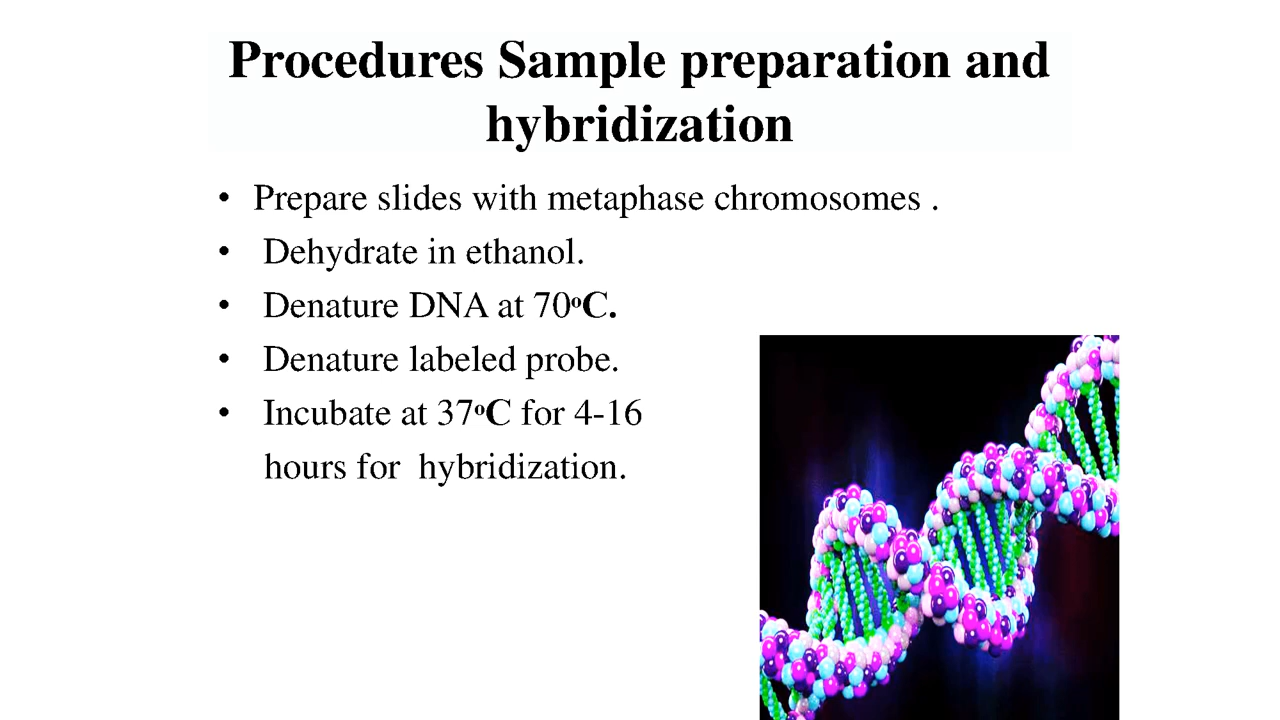 Procedures Sample preparation and
hybridization
• Prepare slides with metaphase chromosomes .
• Dehydrate in ethanol.
• Denature DNA at 70ºC.
• Denature labeled probe.
• Incubate at 37ºC for 4-16
hours for hybridization.